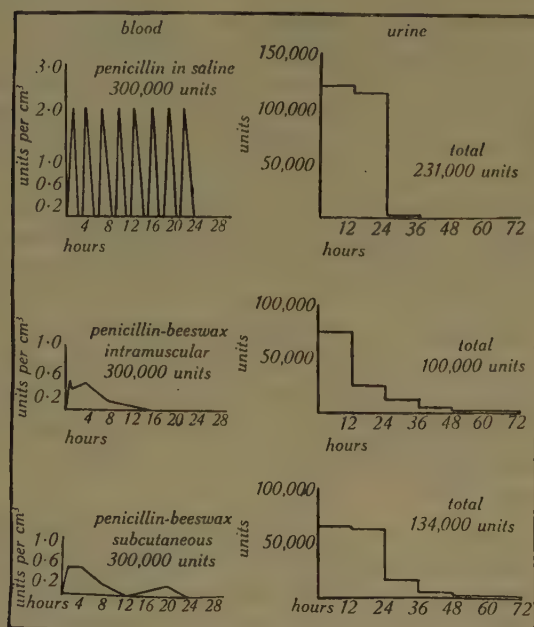 blood
units per cm³
3·0
2·0
1·0
0·6
0·2
penicillin in saline
300,000 units
4 8 12 16 20 24 28
hours
urine
units
150,000
100,000
50,000
total
231,000 units
12 24 36 48 60 72
hours
units per cm³
1·0
0·6
0·2
penicillin-beeswax
intramuscular
300,000 units
4 8 12 16 20 24 28
hours
units
100,000
50,000
total
100,000 units
12 24 36 48 60 72
hours
units per cm³
1·0
0·6
0·2
penicillin-beeswax
subcutaneous
300,000 units
hours 4 8 12 16 20 24 28
units
100,000
50,000
total
134,000 units
12 24 36 48 60 72
hours